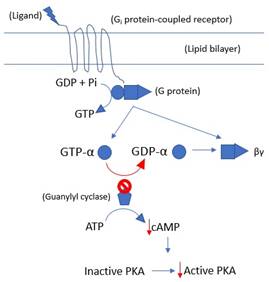 (Ligand)
(Gi protein-coupled receptor)
(Lipid bilayer)
GDP + Pi
(G protein)
GTP
GTP-α
GDP-α
βγ
(Guanylyl cyclase)
ATP
cAMP
Inactive PKA
Active PKA